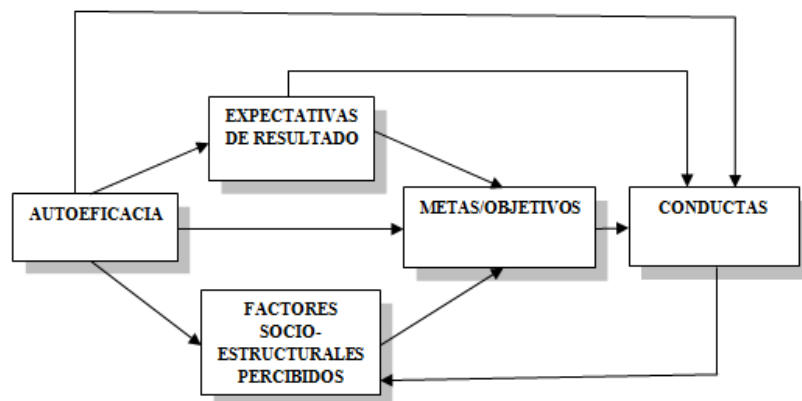 EXPECTATIVAS
DE RESULTADO
AUTOEFICACIA
METAS/OBJETIVOS
CONDUCTAS
FACTORES
SOCIO-
ESTRUCTURALES
PERCIBIDOS